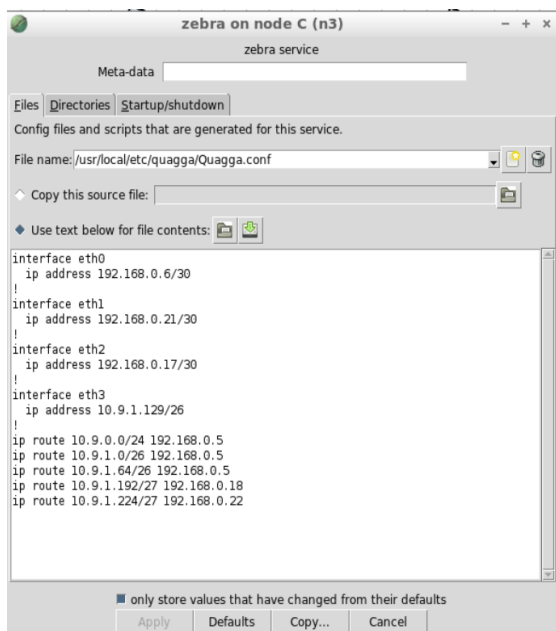 zebra on node C (n3)
zebra service
Meta-data
Files Directories Startup/shutdown
Config files and scripts that are generated for this service.
File name: /usr/local/etc/quagga/Quagga.conf
Copy this source file:
Use text below for file contents:
interface eth0
ip address 192.168.0.6/30
!
interface eth1
ip address 192.168.0.21/30
!
interface eth2
ip address 192.168.0.17/30
!
interface eth3
ip address 10.9.1.129/26
!
ip route 10.9.0.0/24 192.168.0.5
ip route 10.9.1.0/26 192.168.0.5
ip route 10.9.1.64/26 192.168.0.5
ip route 10.9.1.192/27 192.168.0.18
ip route 10.9.1.224/27 192.168.0.22
only store values that have changed from their defaults
Apply Defaults Copy... Cancel